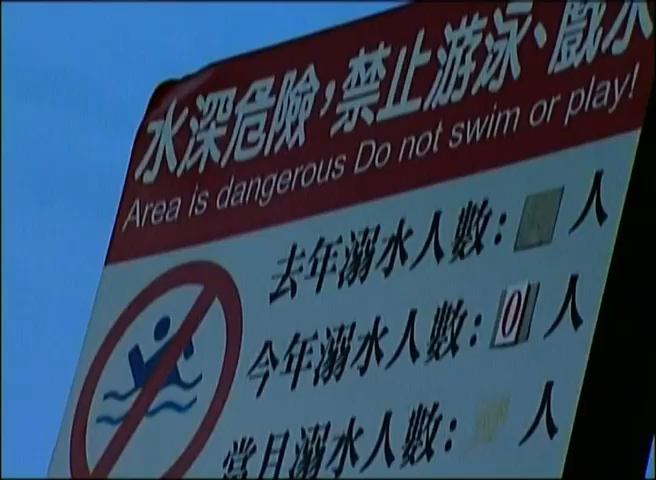 水深危險,禁止游泳、戲水
Area is dangerous Do not swim or play!
去年溺水人數: 人
今年溺水人數:0人
當月溺水人數: 人